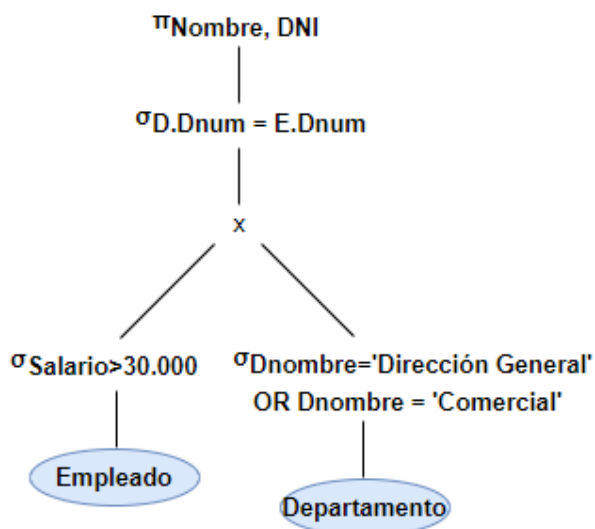 πNombre, DNI
σD.Dnum = E.Dnum
x
σSalario>30.000
σDnombre='Dirección General'
OR Dnombre = 'Comercial'
Empleado
Departamento